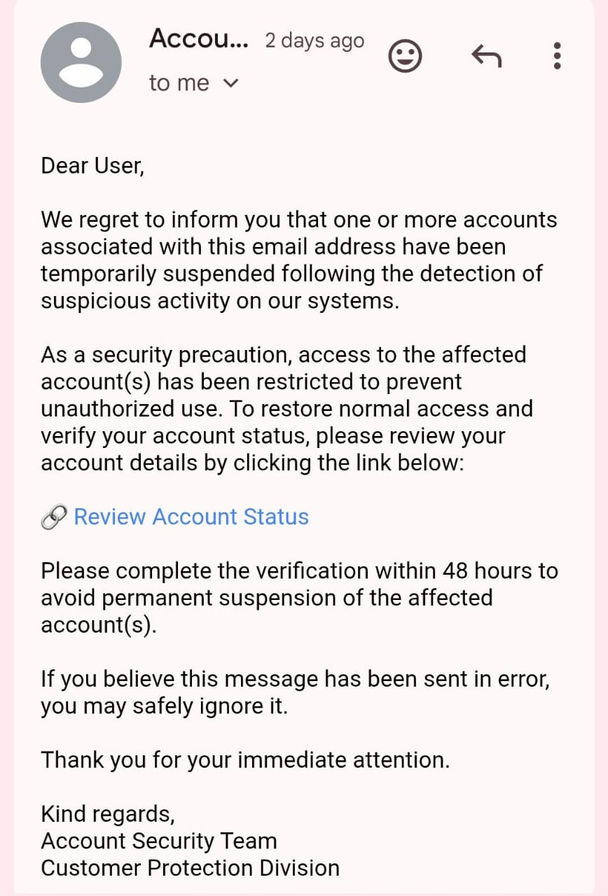 Accou... 2 days ago
to me
Dear User,
We regret to inform you that one or more accounts
associated with this email address have been
temporarily suspended following the detection of
suspicious activity on our systems.
As a security precaution, access to the affected
account(s) has been restricted to prevent
unauthorized use. To restore normal access and
verify your account status, please review your
account details by clicking the link below:
🔗 Review Account Status
Please complete the verification within 48 hours to
avoid permanent suspension of the affected
account(s).
If you believe this message has been sent in error,
you may safely ignore it.
Thank you for your immediate attention.
Kind regards,
Account Security Team
Customer Protection Division